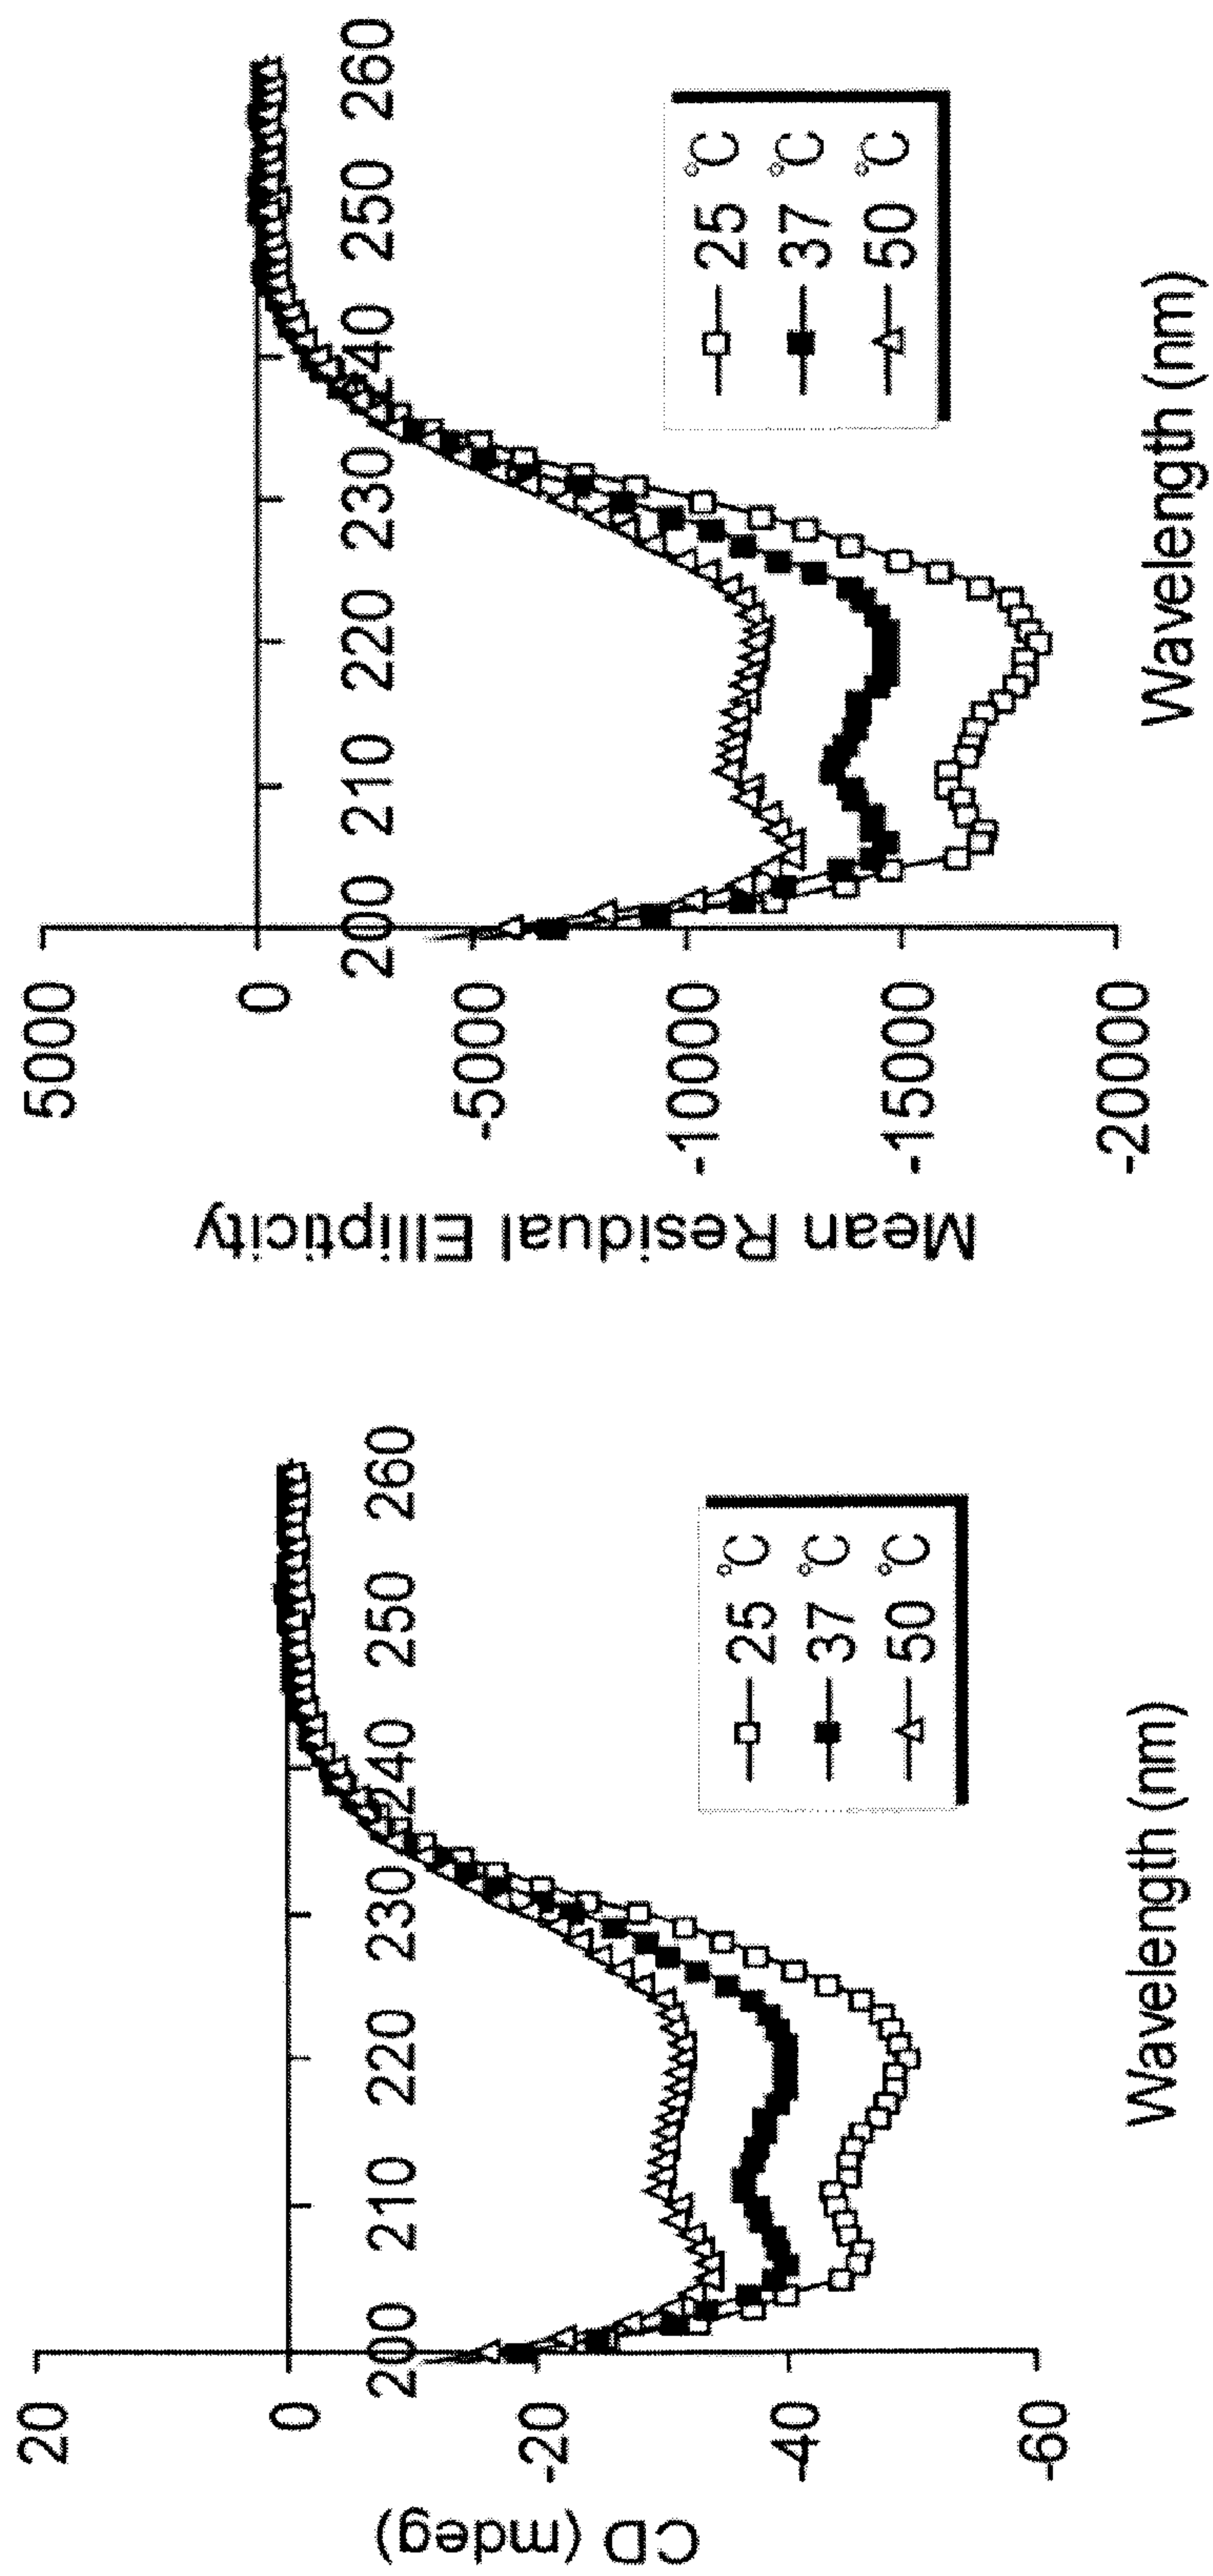 CD (mdeg)
20
0
-20
-40
-60
200 210 220 230 240 250 260
25 °C
37 °C
50 °C
Wavelength (nm)
Mean Residual Ellipticity
5000
0
-5000
-10000
-15000
-20000
200 210 220 230 240 250 260
25 °C
37 °C
50 °C
Wavelength (nm)